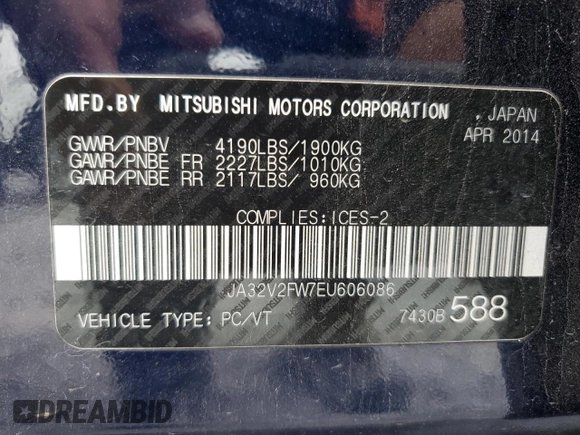 MFD.BY MITSUBISHI MOTORS CORPORATION . JAPAN
APR 2014
GVWR/PNBV 4190LBS/1900KG
GAWR/PNBE FR 2227LBS/1010KG
GAWR/PNBE RR 2117LBS/ 960KG
COMPLIES:ICES-2
JA32V2FW7EU606086
VEHICLE TYPE: PC/VT 7430B 588
DREAMBID